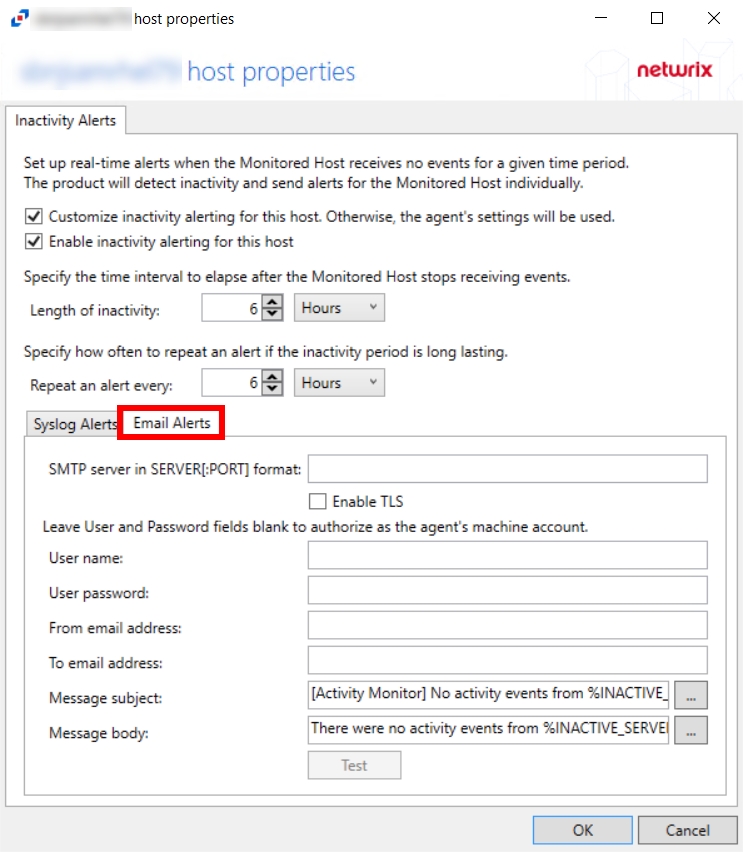 host properties
host properties
netwrix
Inactivity Alerts
Set up real-time alerts when the Monitored Host receives no events for a given time period.
The product will detect inactivity and send alerts for the Monitored Host individually.
Customize inactivity alerting for this host. Otherwise, the agent's settings will be used.
Enable inactivity alerting for this host
Specify the time interval to elapse after the Monitored Host stops receiving events.
Length of inactivity: 6 Hours
Specify how often to repeat an alert if the inactivity period is long lasting.
Repeat an alert every: 6 Hours
Syslog Alerts Email Alerts
SMTP server in SERVER[:PORT] format:
Enable TLS
Leave User and Password fields blank to authorize as the agent's machine account.
User name:
User password:
From email address:
To email address:
Message subject: [Activity Monitor] No activity events from %INACTIVE_ ...
Message body: There were no activity events from %INACTIVE_SERVE ...
Test
OK Cancel